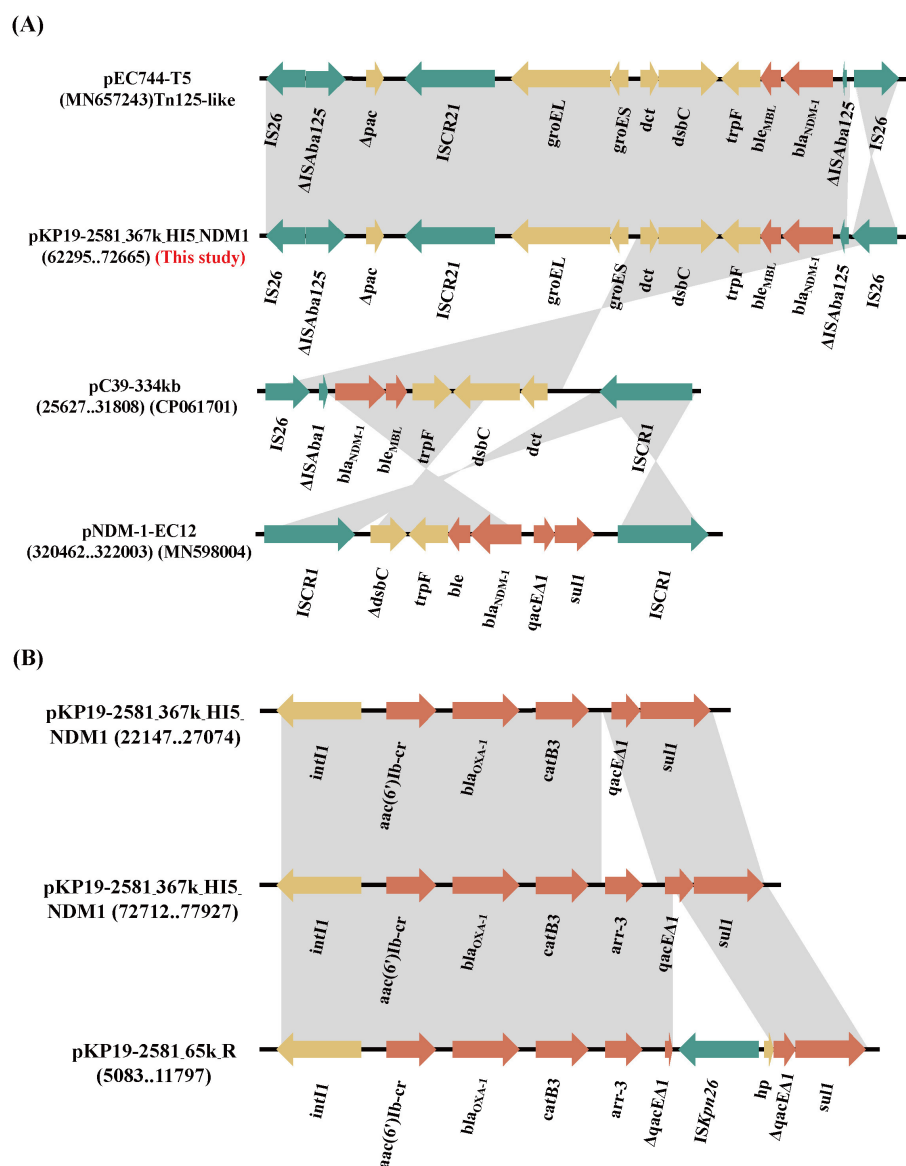 (A)
pEC744-T5
(MN657243)Tn125-like
IS26
ΔISAba125
Δpac
ISCR21
groEL
groES
dct
dsbC
trpF
bleMBL
blaNDM-1
ΔISAba125
IS26
pKP19-2581_367k_HI5_NDM1
(62295..72665) (This study)
IS26
ΔISAba125
Δpac
ISCR21
groEL
groES
dct
dsbC
trpF
bleMBL
blaNDM-1
ΔISAba125
IS26
pC39-334kb
(25627..31808) (CP061701)
IS26
ΔISAba1
blaNDM-1
bleMBL
trpF
dsbC
dct
ISCR1
pNDM-1-EC12
(320462..322003) (MN598004)
ISCR1
ΔdsbC
trpF
ble
blaNDM-1
qacEΔ1
sul1
ISCR1
(B)
pKP19-2581_367k_HI5_
NDM1 (22147..27074)
intI1
aac(6')Ib-cr
blaOXA-1
catB3
qacEΔ1
sul1
pKP19-2581_367k_HI5_
NDM1 (72712..77927)
intI1
aac(6')Ib-cr
blaOXA-1
catB3
arr-3
qacEΔ1
sul1
pKP19-2581_65k_R
(5083..11797)
intI1
aac(6')Ib-cr
blaOXA-1
catB3
arr-3
ΔqacEΔ1
ISKpn26
hp
ΔqacEΔ1
sul1